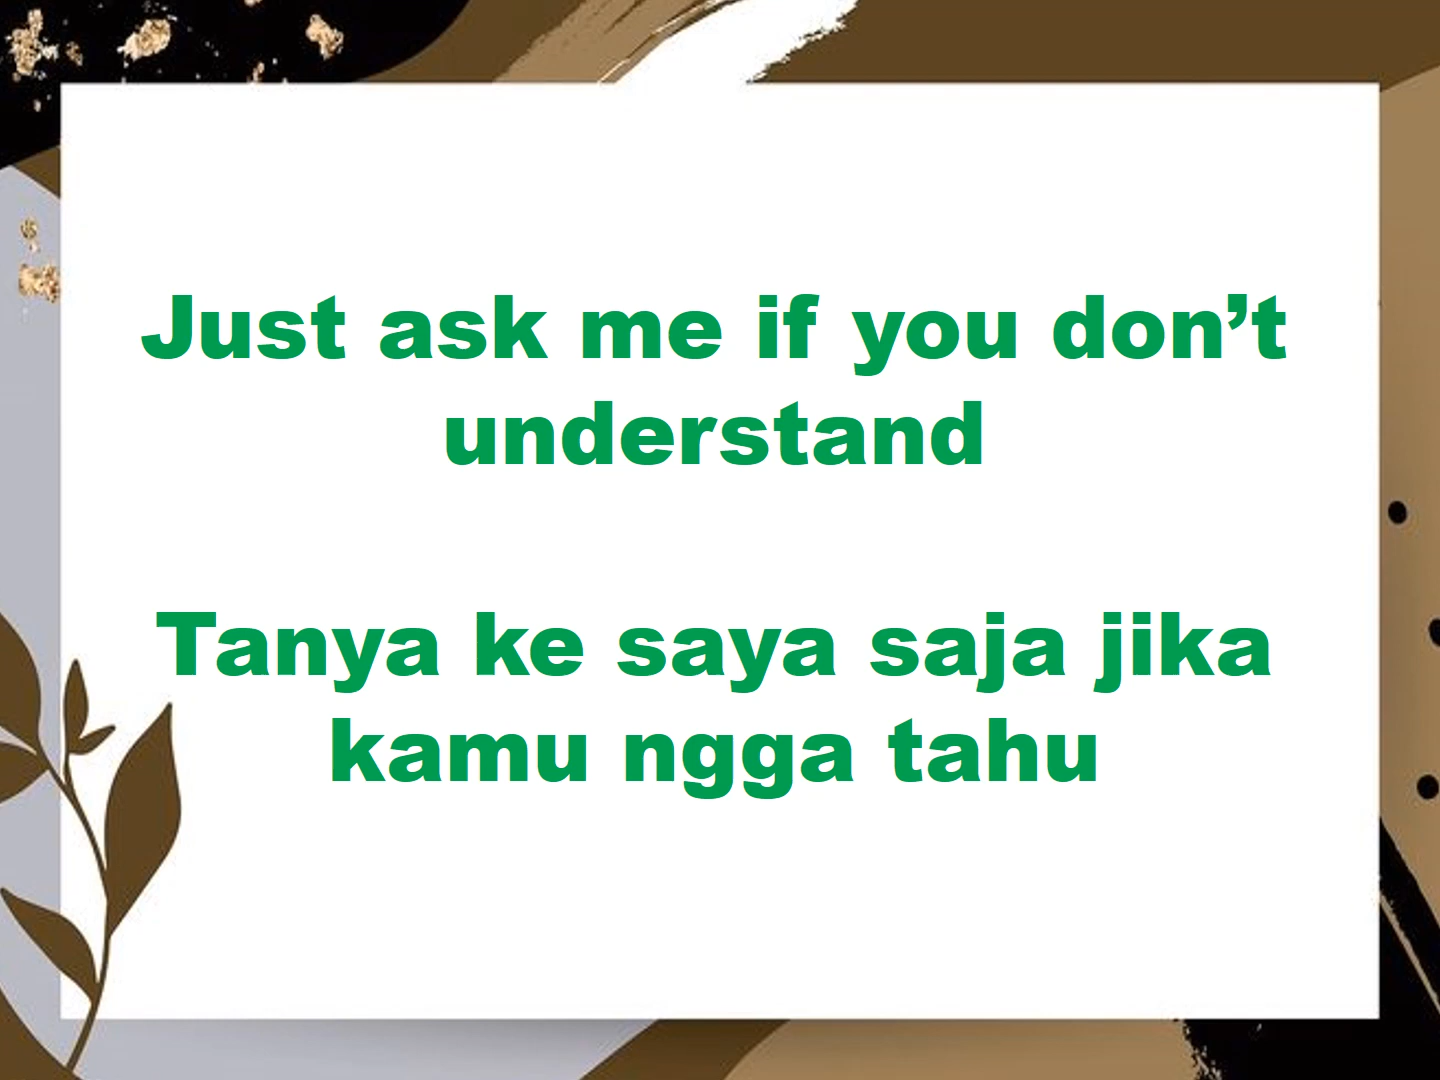 Just ask me if you don’t
understand
Tanya ke saya saja jika
kamu ngga tahu